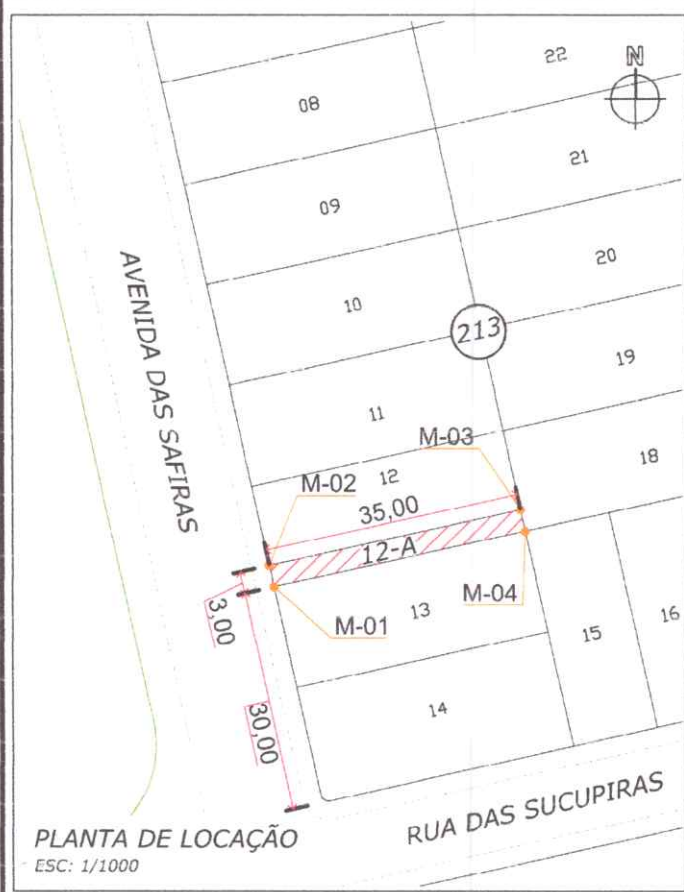 22
N
08
21
09
AVENIDA DAS SAFIRAS
20
10
213
19
11
M-03
18
12
M-02
35,00
12-A
M-04
3,00
M-01
13
16
15
30,00
14
RUA DAS SUCUPIRAS
PLANTA DE LOCAÇÃO
ESC: 1/1000